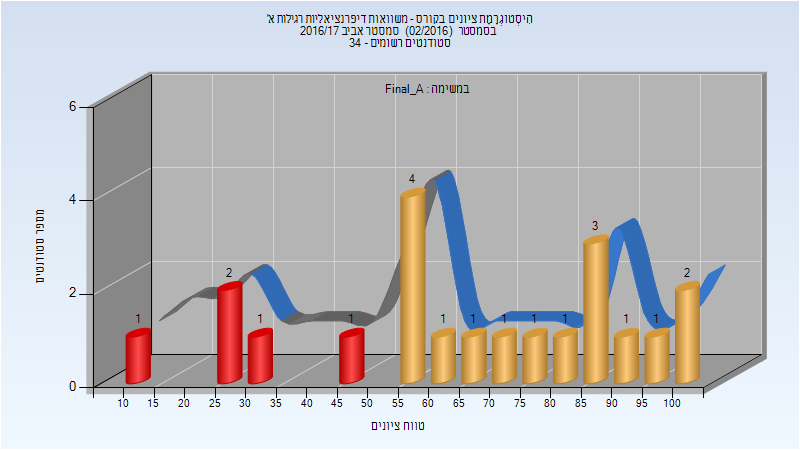 הִיסְטוֹגְרָמַת ציונים בקורס - משוואות דיפרנציאליות רגילות א'
בסמסטר (02/2016) סמסטר אביב 2016/17
סטודנטים רשומים - 34
במשימה : Final_A
מספר סטודנטים
6
4
2
0
1
2
1
1
4
1
1
1
1
1
3
1
1
2
10 15 20 25 30 35 40 45 50 55 60 65 70 75 80 85 90 95 100
טווח ציונים